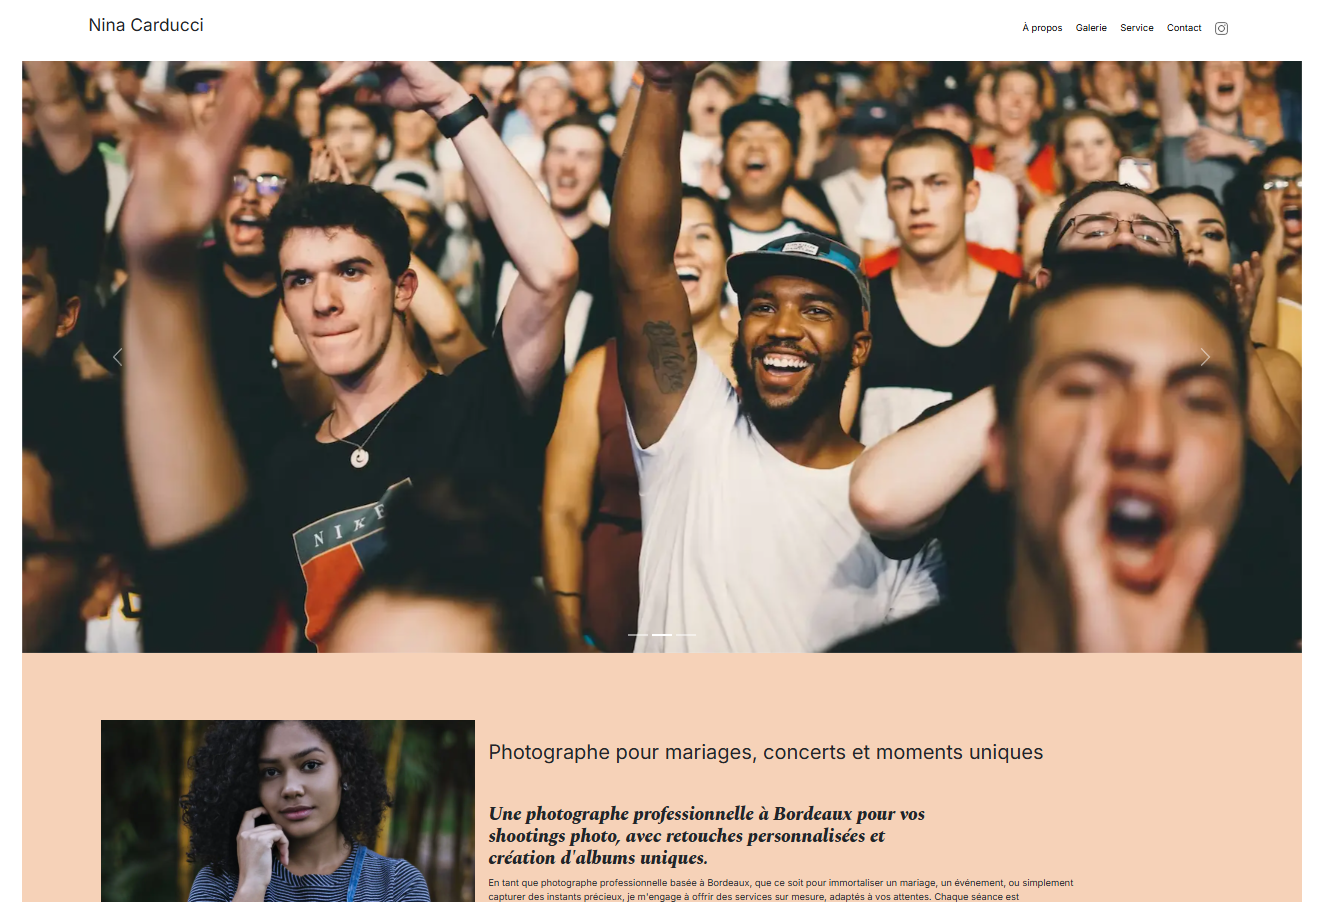 Nina Carducci
À propos Galerie Service Contact
NIKE
Photographe pour mariages, concerts et moments uniques
Une photographe professionnelle à Bordeaux pour vos
shootings photo, avec retouches personnalisées et
création d'albums uniques.
En tant que photographe professionnelle basée à Bordeaux, que ce soit pour immortaliser un mariage, un événement, ou simplement
capturer des instants précieux, je m'engage à offrir des services sur mesure, adaptés à vos attentes. Chaque séance est